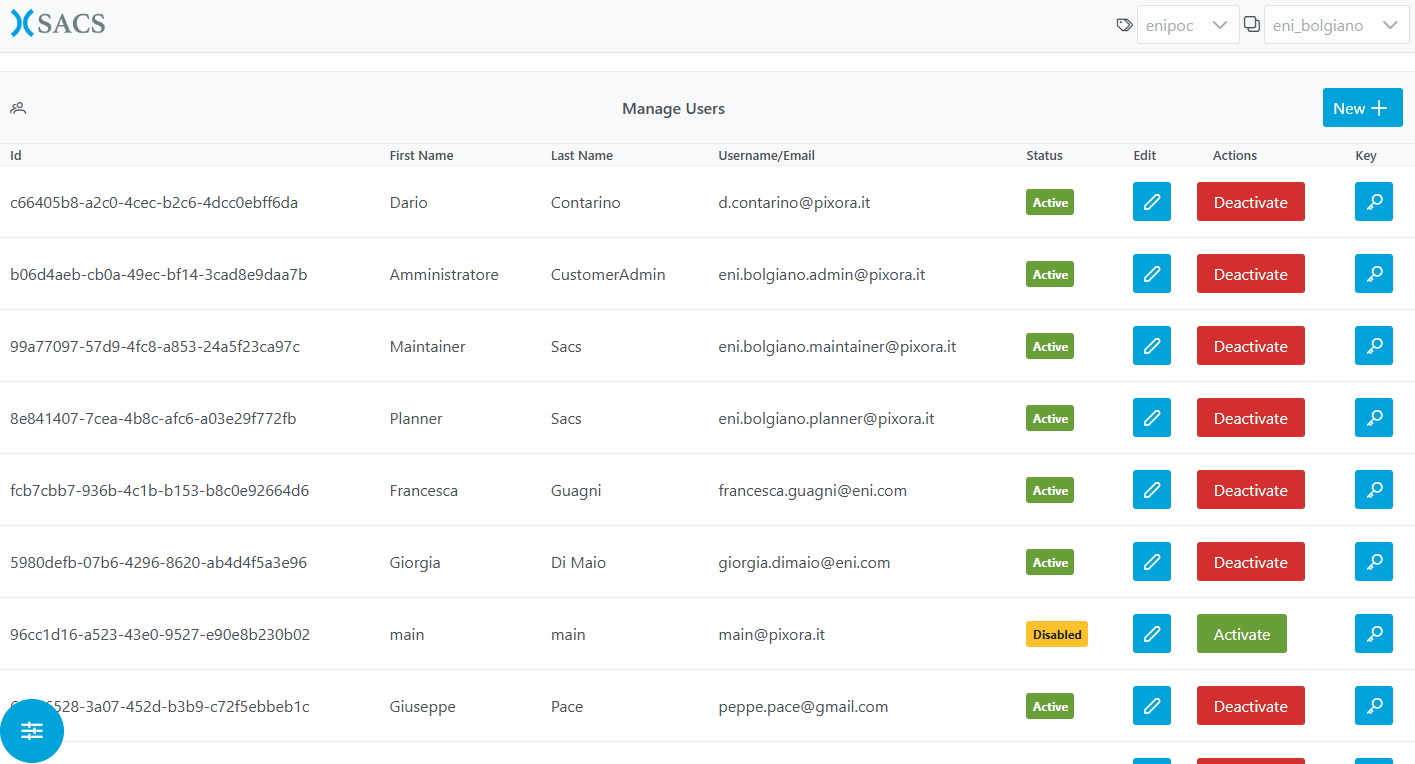 SACS enipoc eni_bolgiano
Manage Users New
Id First Name Last Name Username/Email Status Edit Actions Key
c66405b8-a2c0-4cec-b2c6-4dcc0ebff6da Dario Contarino d.contarino@pixora.it Active Deactivate
b06d4aeb-cb0a-49ec-bf14-3cad8e9daa7b Amministratore CustomerAdmin eni.bolgiano.admin@pixora.it Active Deactivate
99a77097-57d9-4fc8-a853-24a5f23ca97c Maintainer Sacs eni.bolgiano.maintainer@pixora.it Active Deactivate
8e841407-7cea-4b8c-afc6-a03e29f772fb Planner Sacs eni.bolgiano.planner@pixora.it Active Deactivate
fcb7cbb7-936b-4c1b-b153-b8c0e92664d6 Francesca Guagni francesca.guagni@eni.com Active Deactivate
5980defb-07b6-4296-8620-ab4d4f5a3e96 Giorgia Di Maio giorgia.dimaio@eni.com Active Deactivate
96cc1d16-a523-43e0-9527-e90e8b230b02 main main main@pixora.it Disabled Activate
528-3a07-452d-b3b9-c72f5ebbeb1c Giuseppe Pace peppe.pace@gmail.com Active Deactivate